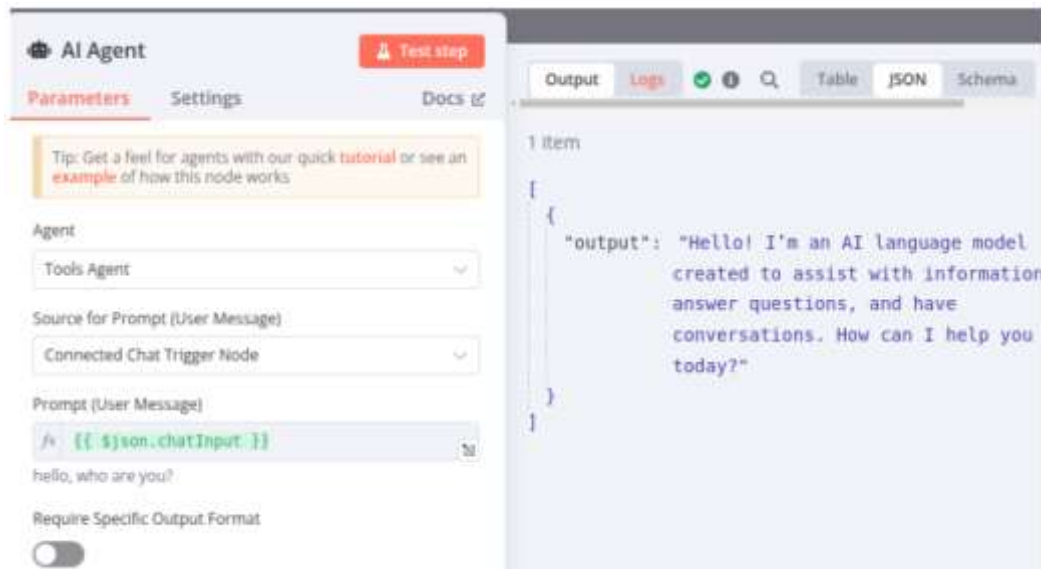 AI Agent
Test step
Parameters Settings Docs
Tip: Get a feel for agents with our quick tutorial or see an
example of how this node works
Agent
Tools Agent
Source for Prompt (User Message)
Connected Chat Trigger Node
Prompt (User Message)
fx {{ $json.chatInput }}
hello, who are you?
Require Specific Output Format
Output Logs Table JSON Schema
1 item
[
{
"output": "Hello! I'm an AI language model
created to assist with information
answer questions, and have
conversations. How can I help you
today?"
}
]